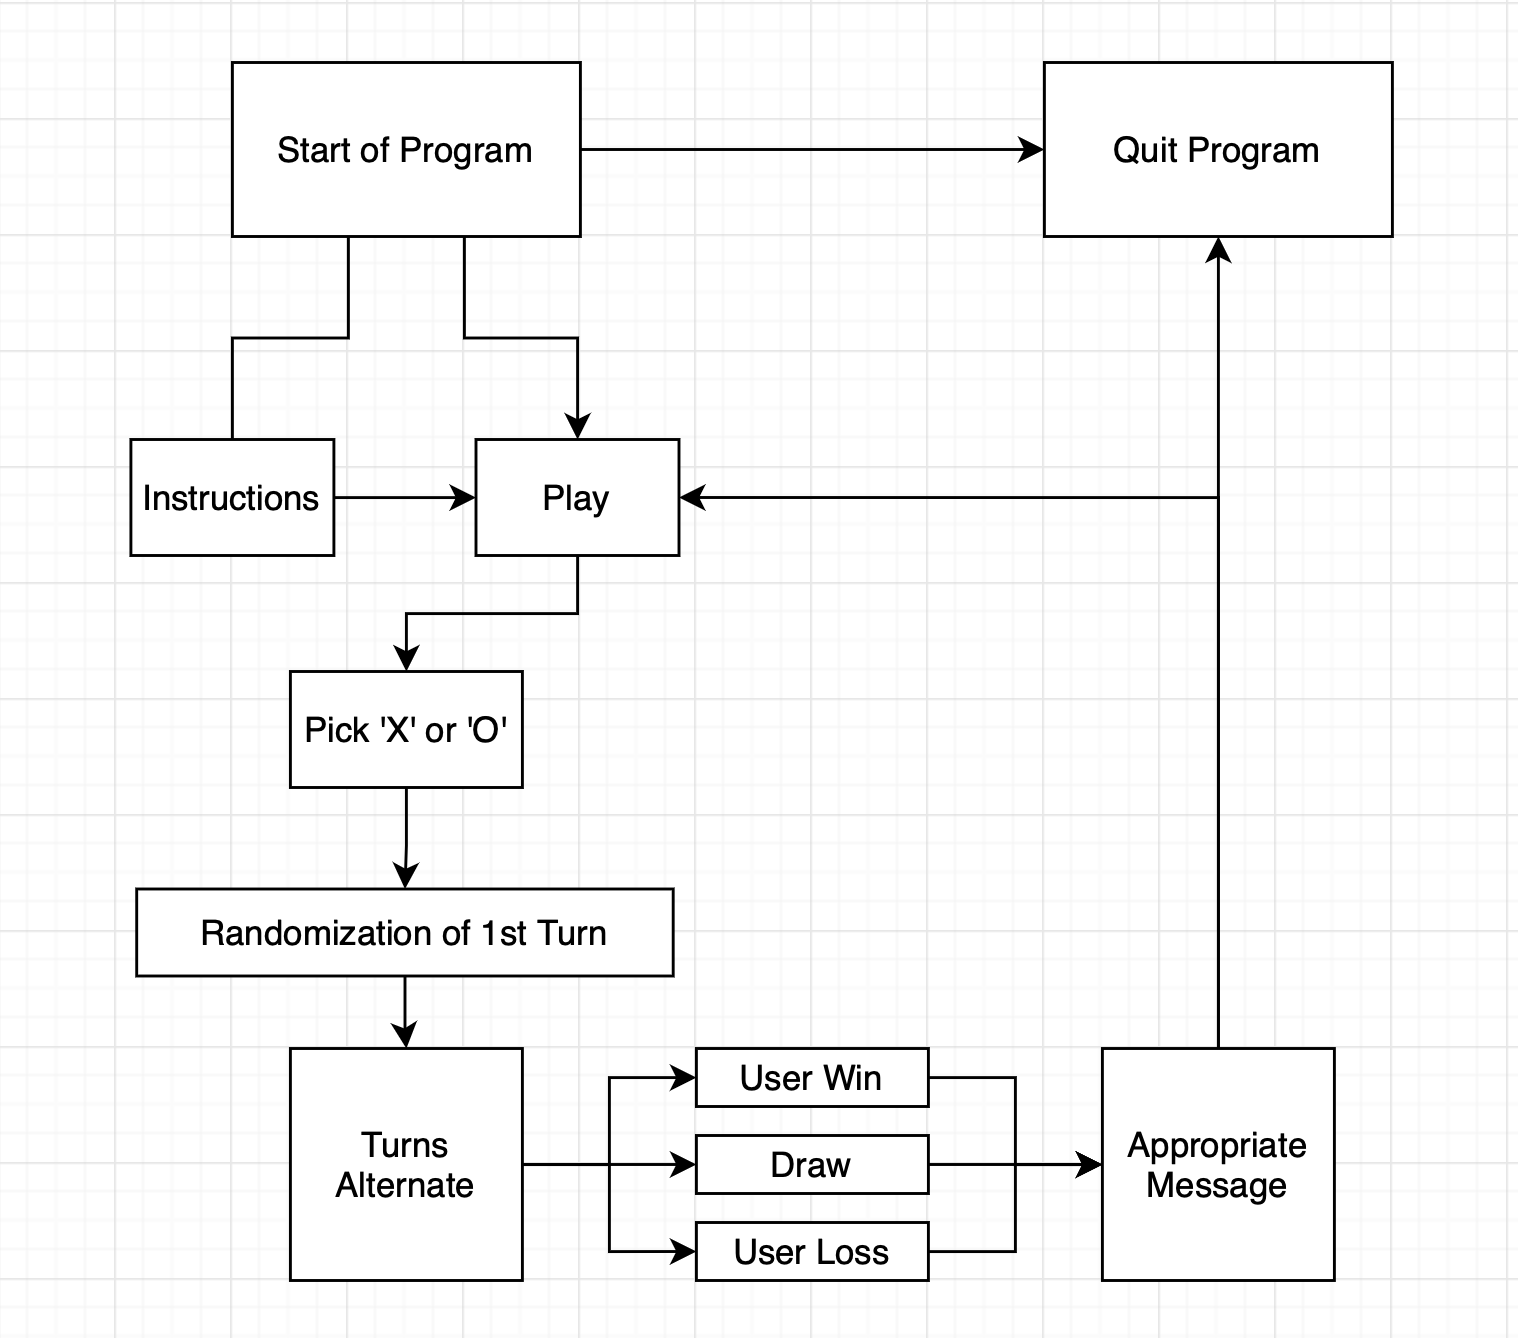 Start of Program
Quit Program
Instructions
Play
Pick 'X' or 'O'
Randomization of 1st Turn
Turns
Alternate
User Win
Draw
User Loss
Appropriate
Message